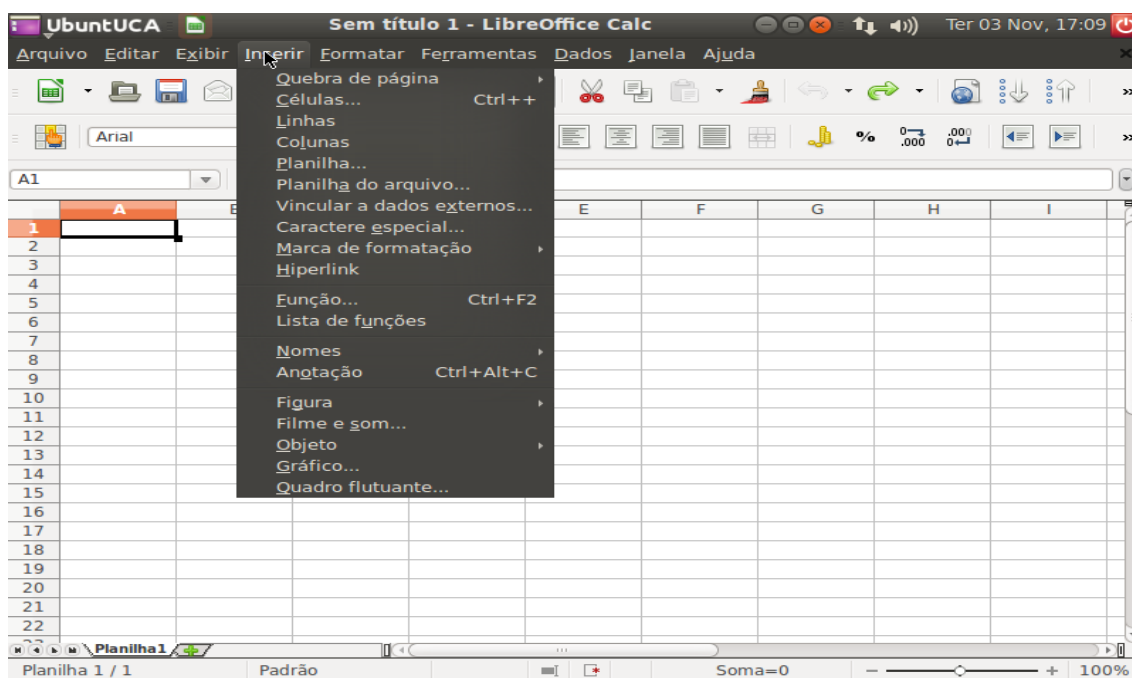 UbuntUCA Sem título 1 - LibreOffice Calc Ter 03 Nov, 17:09
Arquivo Editar Exibir Inserir Formatar Ferramentas Dados Janela Ajuda
Quebra de página
Células... Ctrl++
Arial Linhas % 0 .000 .000 0
Colunas
Planilha...
A1 Planilha do arquivo...
Vincular a dados externos...
A E F G H I
1 Caractere especial...
2 Marca de formatação
3 Hiperlink
4
5 Função... Ctrl+F2
6 Lista de funções
7
8 Nomes
9 Anotação Ctrl+Alt+C
10 Figura
11 Filme e som...
12 Objeto
13
14 Gráfico...
15 Quadro flutuante...
16
17
18
19
20
21
22
Planilha1
Planilha 1 / 1 Padrão Soma=0 100%